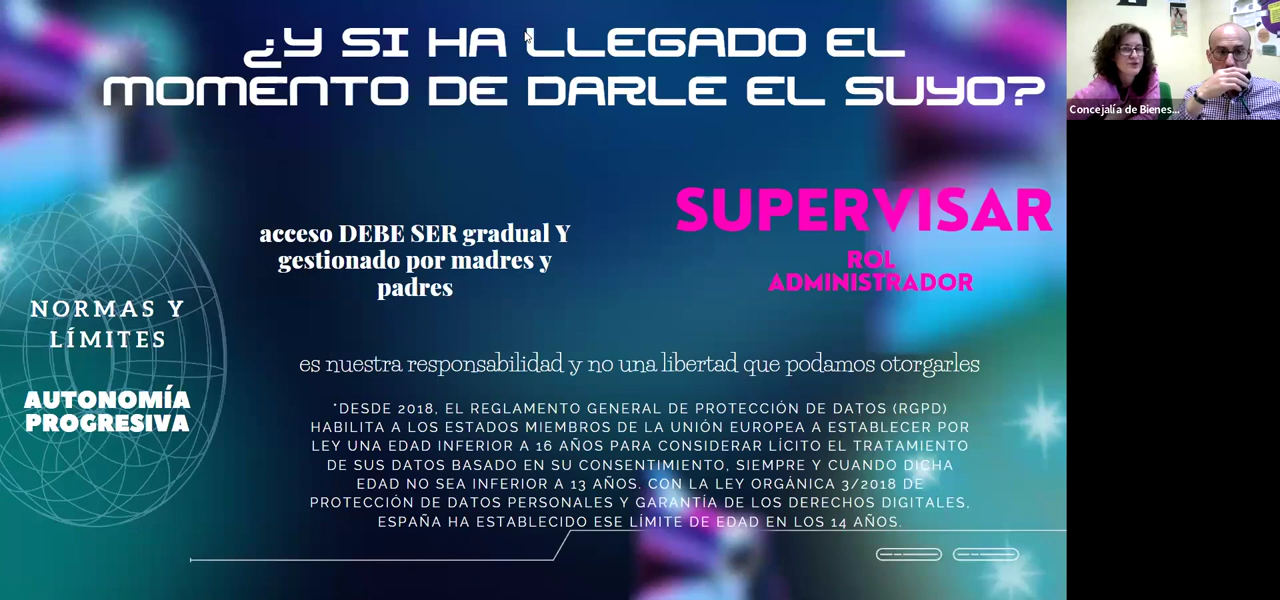 ¿Y SI HA LLEGADO EL
MOMENTO DE DARLE EL SUYO?
Concejalía de Bienes...
SUPERVISAR
ROL
ADMINISTRADOR
acceso DEBE SER gradual Y
gestionado por madres y
padres
NORMAS Y
LÍMITES
AUTONOMÍA
PROGRESIVA
es nuestra responsabilidad y no una libertad que podamos otorgarles
*DESDE 2018, EL REGLAMENTO GENERAL DE PROTECCIÓN DE DATOS (RGPD)
HABILITA A LOS ESTADOS MIEMBROS DE LA UNIÓN EUROPEA A ESTABLECER POR
LEY UNA EDAD INFERIOR A 16 AÑOS PARA CONSIDERAR LÍCITO EL TRATAMIENTO
DE SUS DATOS BASADO EN SU CONSENTIMIENTO, SIEMPRE Y CUANDO DICHA
EDAD NO SEA INFERIOR A 13 AÑOS. CON LA LEY ORGÁNICA 3/2018 DE
PROTECCIÓN DE DATOS PERSONALES Y GARANTÍA DE LOS DERECHOS DIGITALES,
ESPAÑA HA ESTABLECIDO ESE LÍMITE DE EDAD EN LOS 14 AÑOS.